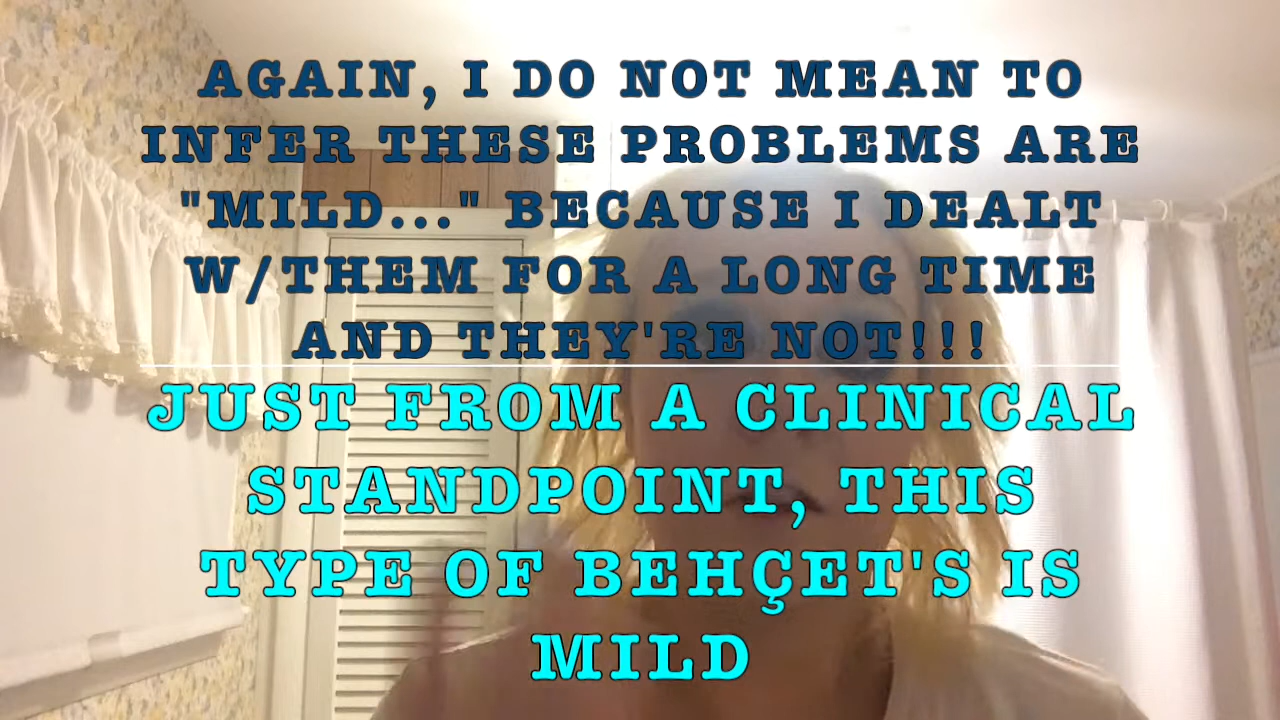 AGAIN, I DO NOT MEAN TO
INFER THESE PROBLEMS ARE
"MILD..." BECAUSE I DEALT
W/THEM FOR A LONG TIME
AND THEY'RE NOT!!!
JUST FROM A CLINICAL
STANDPOINT, THIS
TYPE OF BEHÇET'S IS
MILD